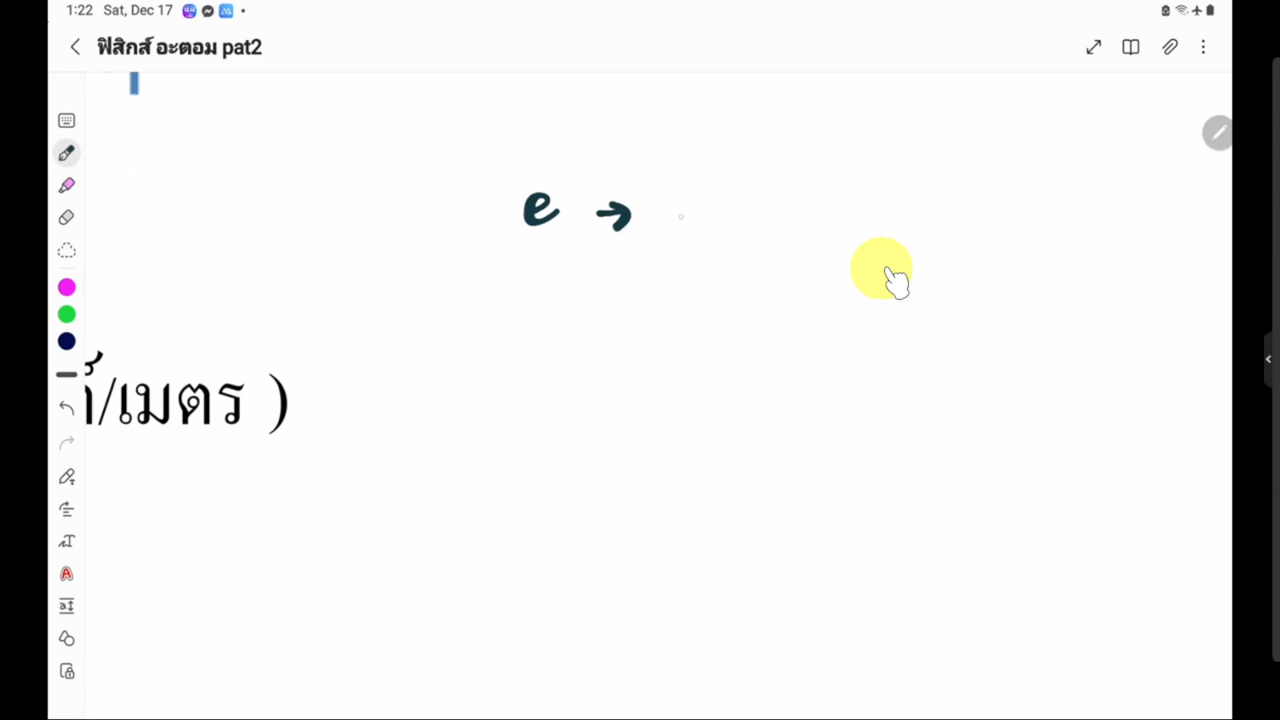 1:22 Sat, Dec 17
ฟิสิกส์ อะตอม pat2
e →
/เมตร )